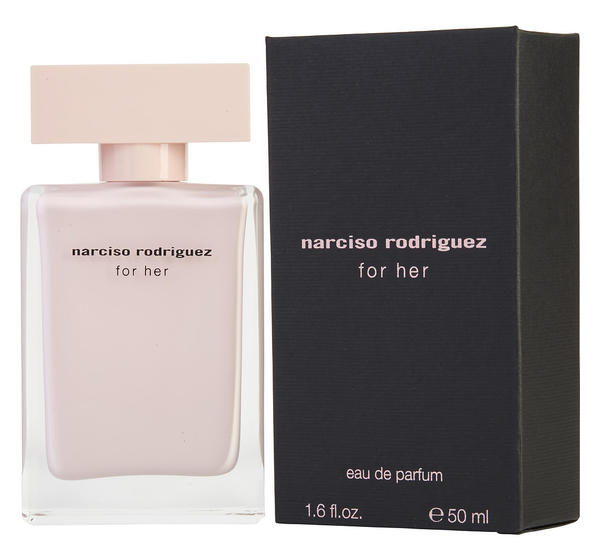 narciso rodriguez
for her
narciso rodriguez
for her
eau de parfum
1.6 fl.oz. ℮ 50 ml